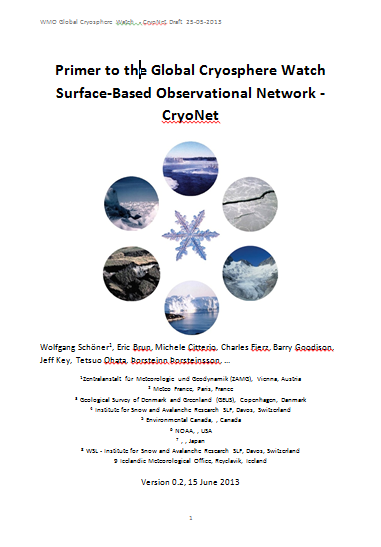 WMO Global Cryosphere Watch - CryoNet Draft 25-05-2013
Primer to the Global Cryosphere Watch
Surface-Based Observational Network -
CryoNet
Wolfgang Schöner¹, Eric Brun, Michele Citterio, Charles Fierz, Barry Goodison,
Jeff Key, Tetsuo Ohata, Þorsteinn Þorsteinsson, ...
¹Zentralanstalt für Meteorologie und Geodynamik (ZAMG), Vienna, Austria
² Meteo France, Paris, France
³ Geological Survey of Denmark and Greenland (GEUS), Copenhagen, Danmark
⁴ Institute for Snow and Avalanche Research SLF, Davos, Switzerland
⁵ Environmental Canada, , Canada
⁶ NOAA, , USA
⁷ , , Japan
⁸ WSL - Institute for Snow and Avalanche Research SLF, Davos, Switzerland
9 Icelandic Meteorological Office, Reyclavik, Iceland
Version 0.2, 15 June 2013
1